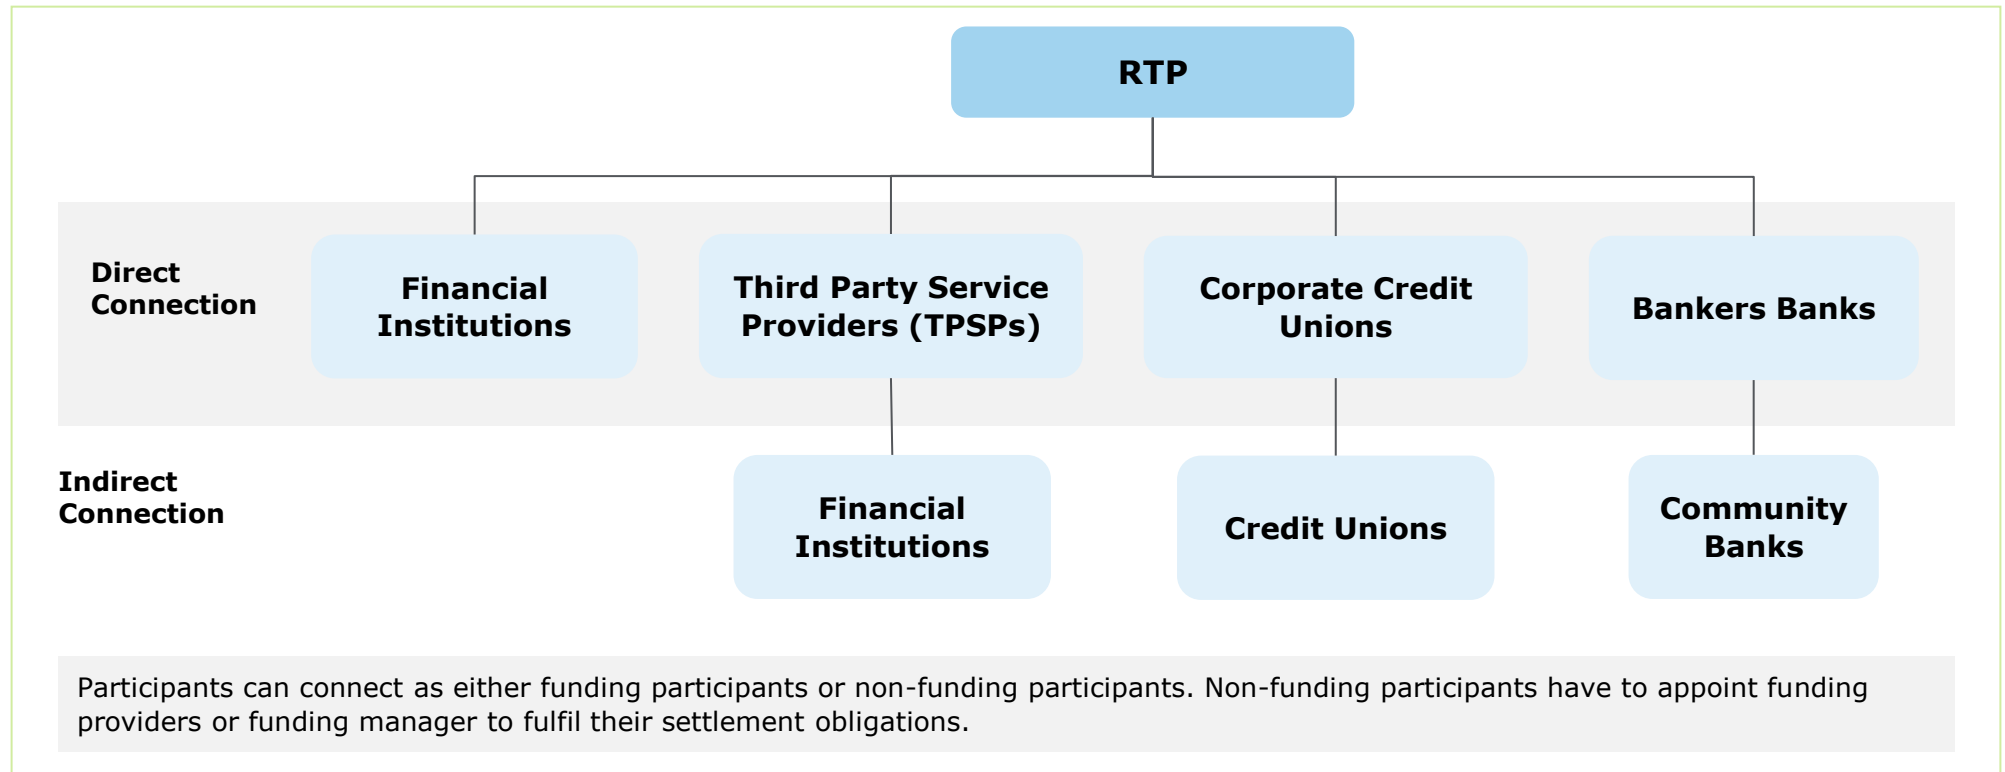 RTP
Direct
Connection
Financial
Institutions
Third Party Service
Providers (TPSPs)
Corporate Credit
Unions
Bankers Banks
Indirect
Connection
Financial
Institutions
Credit Unions
Community
Banks
Participants can connect as either funding participants or non-funding participants. Non-funding participants have to appoint funding
providers or funding manager to fulfil their settlement obligations.